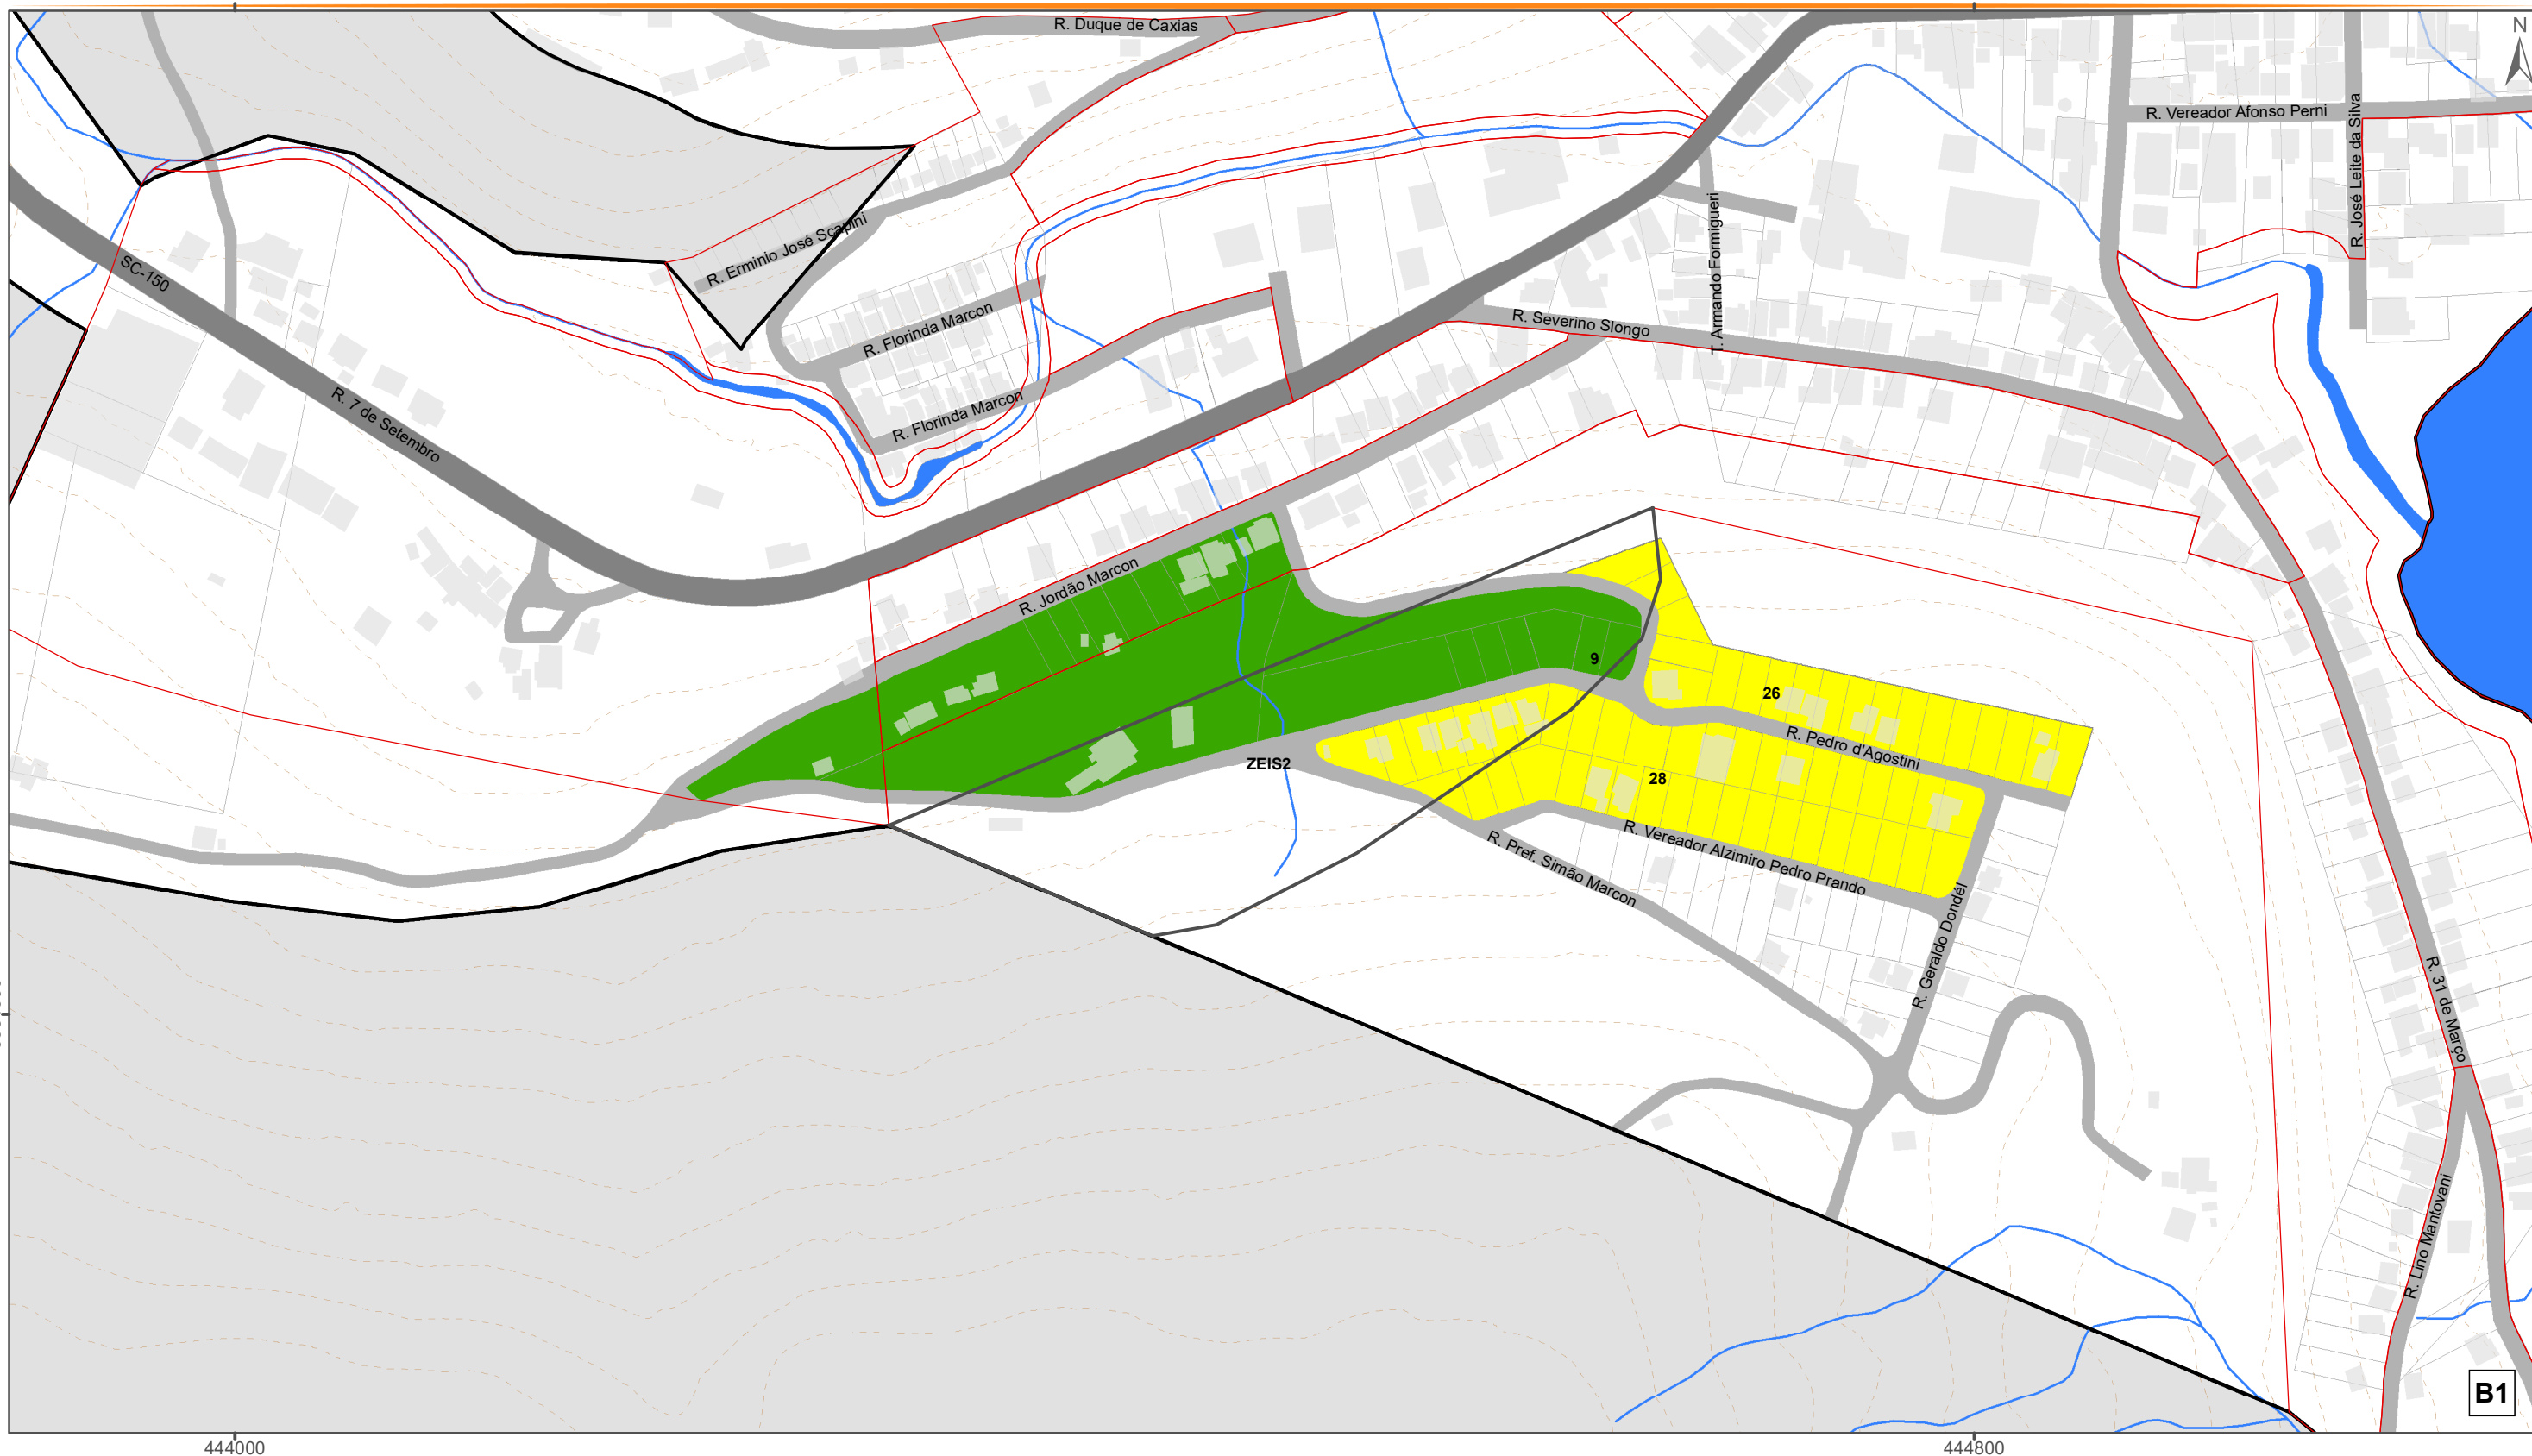 R. Duque de Caxias
N
R. Vereador Afonso Perni
R. José Leite da Silva
T. Armando Formigueri
R. Erminio José Scapini
SC-150
R. Florinda Marcon
R. Severino Slongo
R. 7 de Setembro
R. Florinda Marcon
R. Jordão Marcon
9
26
R. Pedro d'Agostini
ZEIS2
28
R. Vereador Alzimiro Pedro Prando
R. Pref. Simão Marcon
R. Geraldo Dondél
R. 31 de Março
R. Lino Mantovani
B1
444000
444800